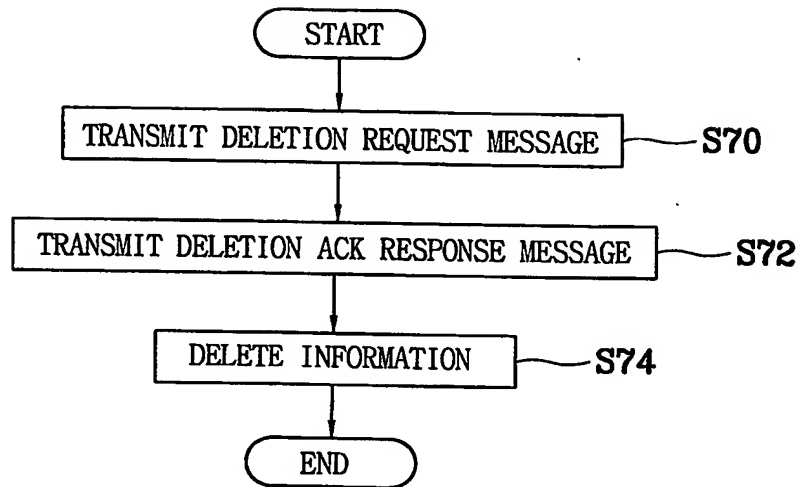 START
TRANSMIT DELETION REQUEST MESSAGE S70
TRANSMIT DELETION ACK RESPONSE MESSAGE S72
DELETE INFORMATION S74
END